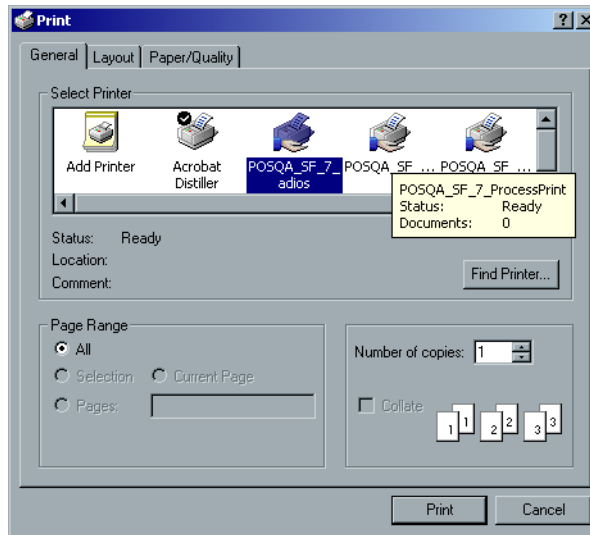 Print
General Layout Paper/Quality
Select Printer
Add Printer Acrobat Distiller POSQA_SF_7_adios POSQA_SF_... POSQA_SF_...
POSQA_SF_7_ProcessPrint
Status: Ready
Documents: 0
Status: Ready
Location:
Comment:
Find Printer...
Page Range
All
Selection Current Page
Pages:
Number of copies: 1
Collate
1 1 2 2 3 3
Print Cancel